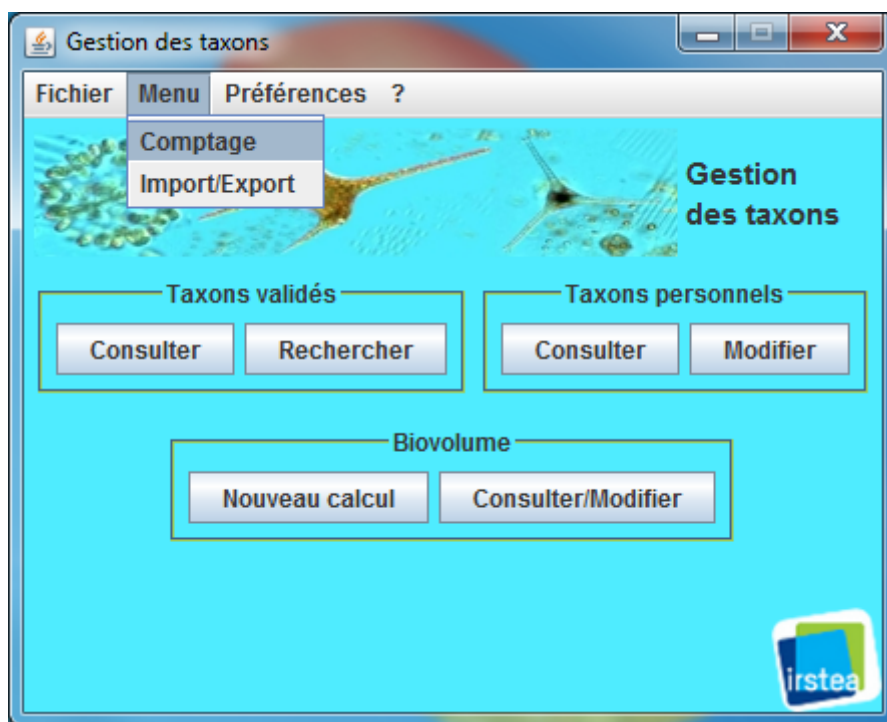 Gestion des taxons
Fichier Menu Préférences ?
Comptage
Import/Export
Gestion
des taxons
Taxons validés
Consulter Rechercher
Taxons personnels
Consulter Modifier
Biovolume
Nouveau calcul Consulter/Modifier
irstea